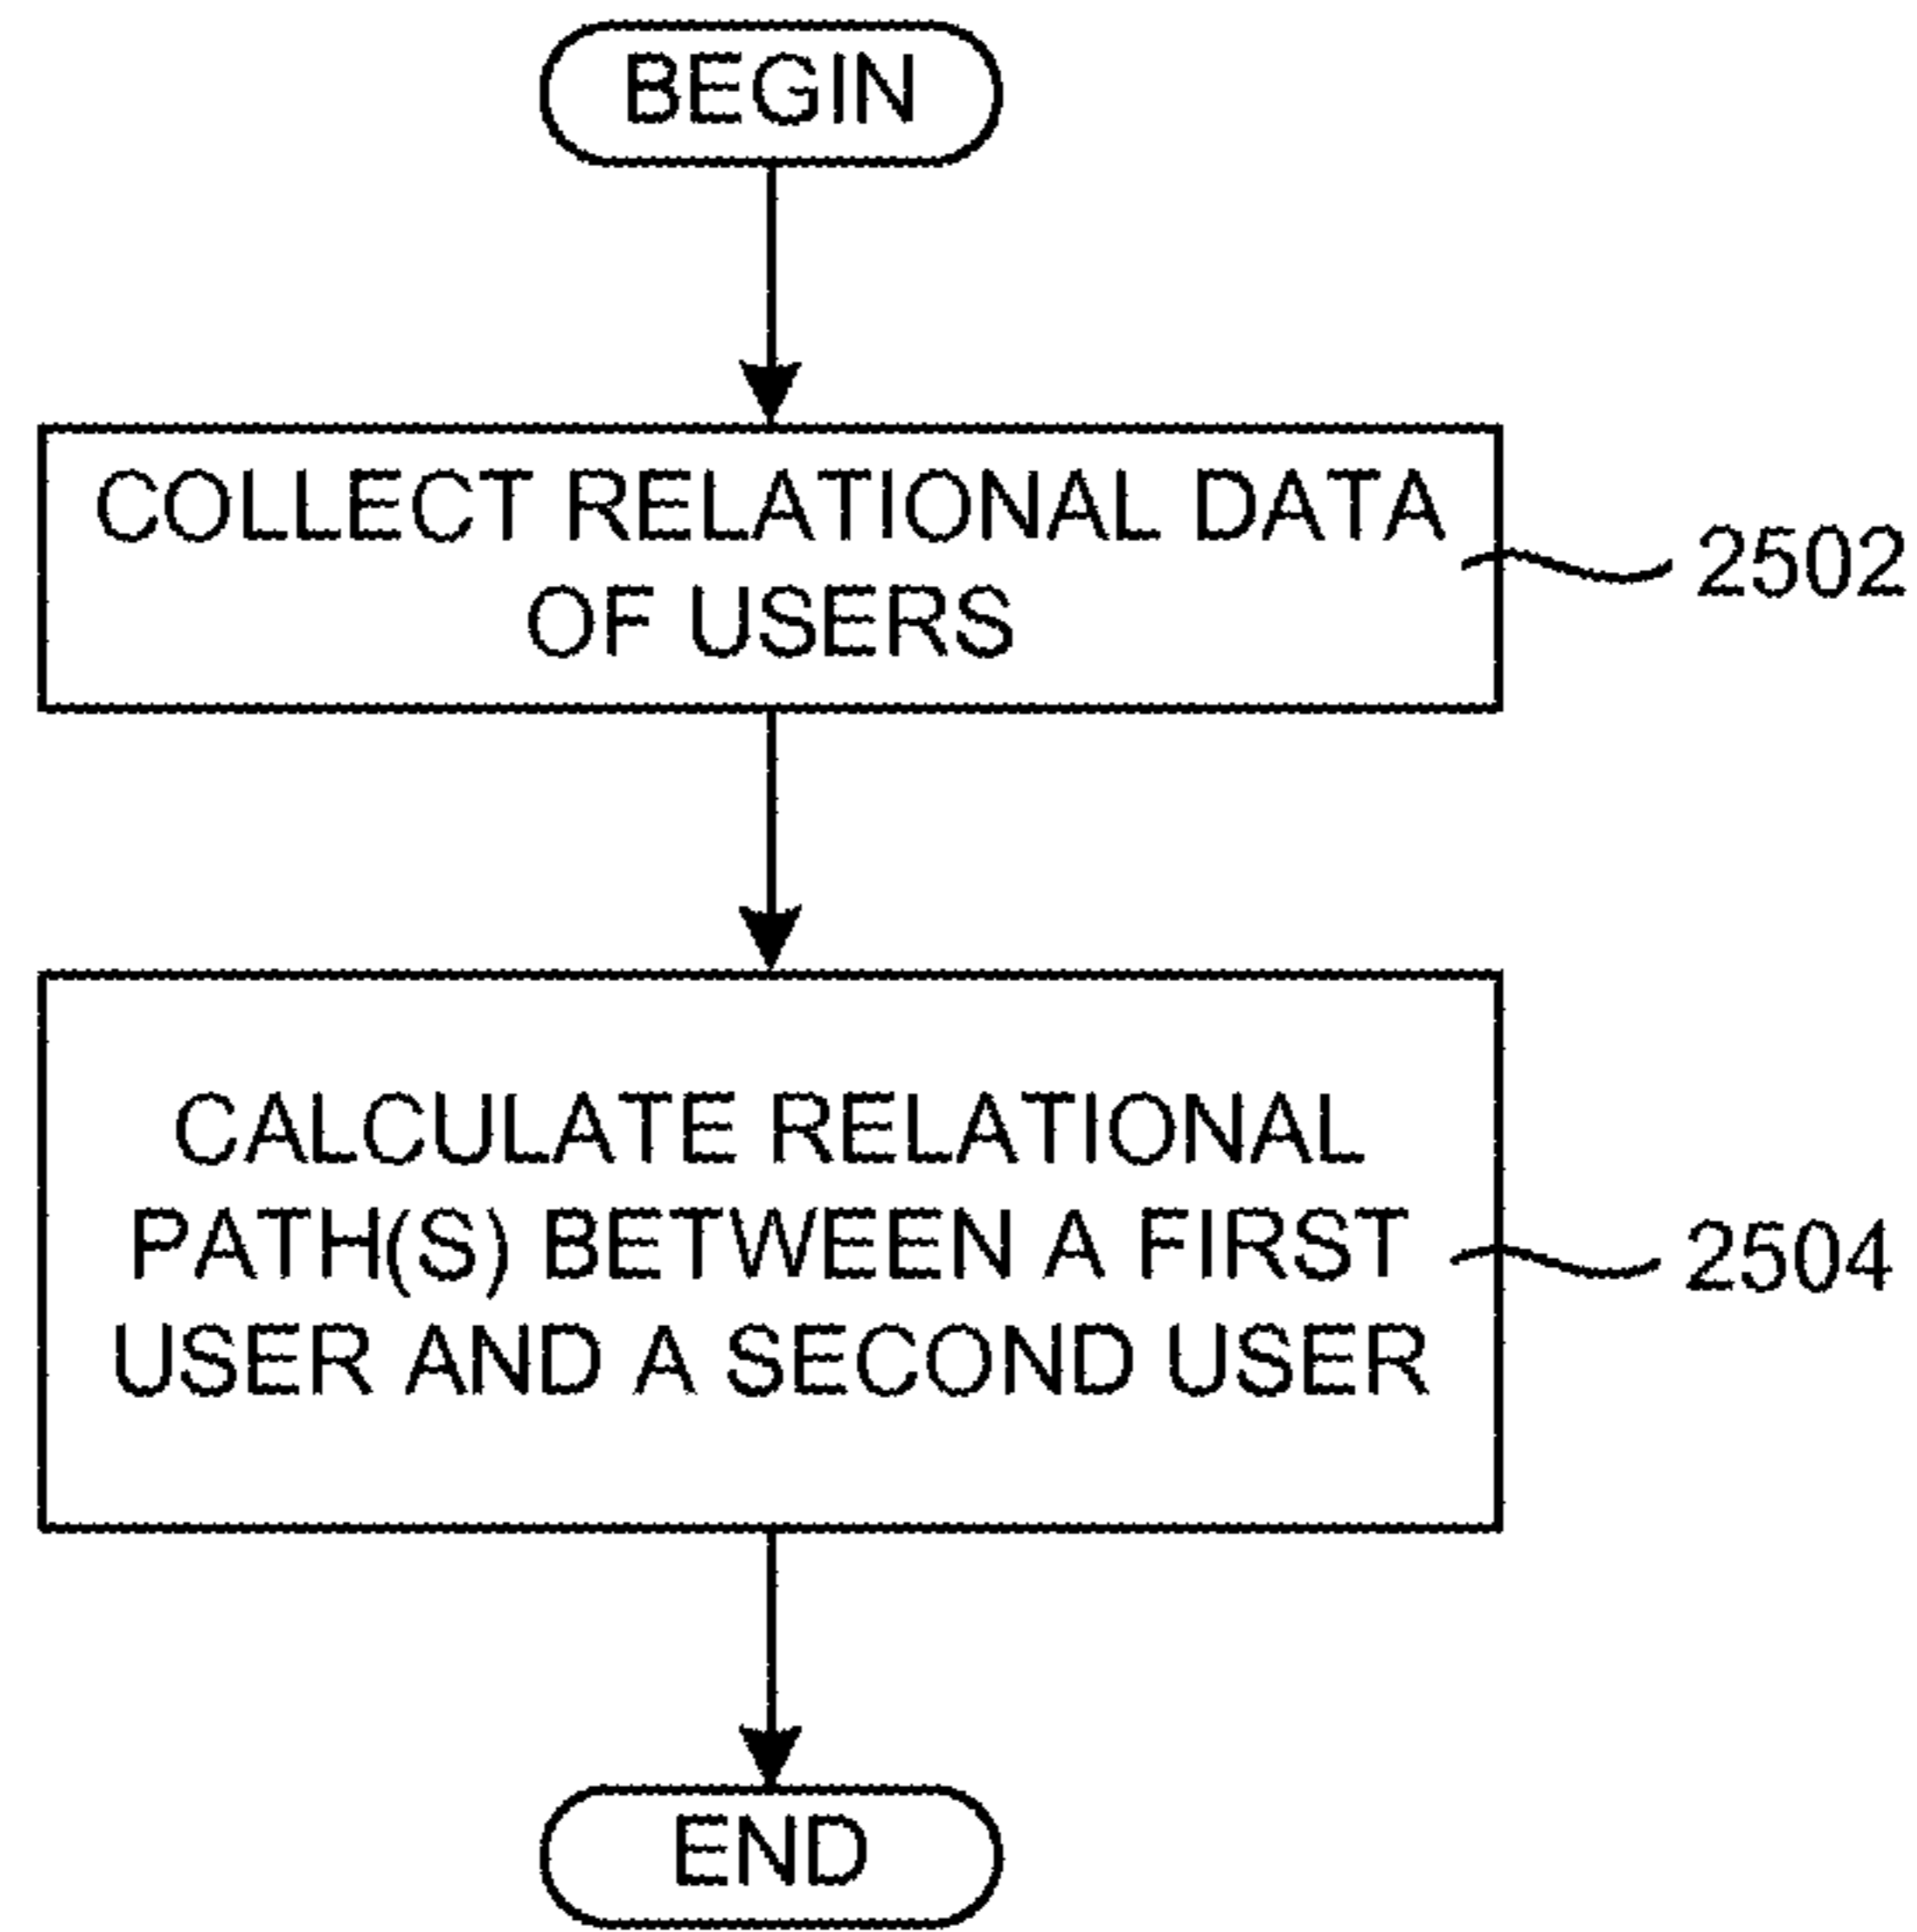 BEGIN
COLLECT RELATIONAL DATA
OF USERS
2502
CALCULATE RELATIONAL
PATH(S) BETWEEN A FIRST
USER AND A SECOND USER
2504
END